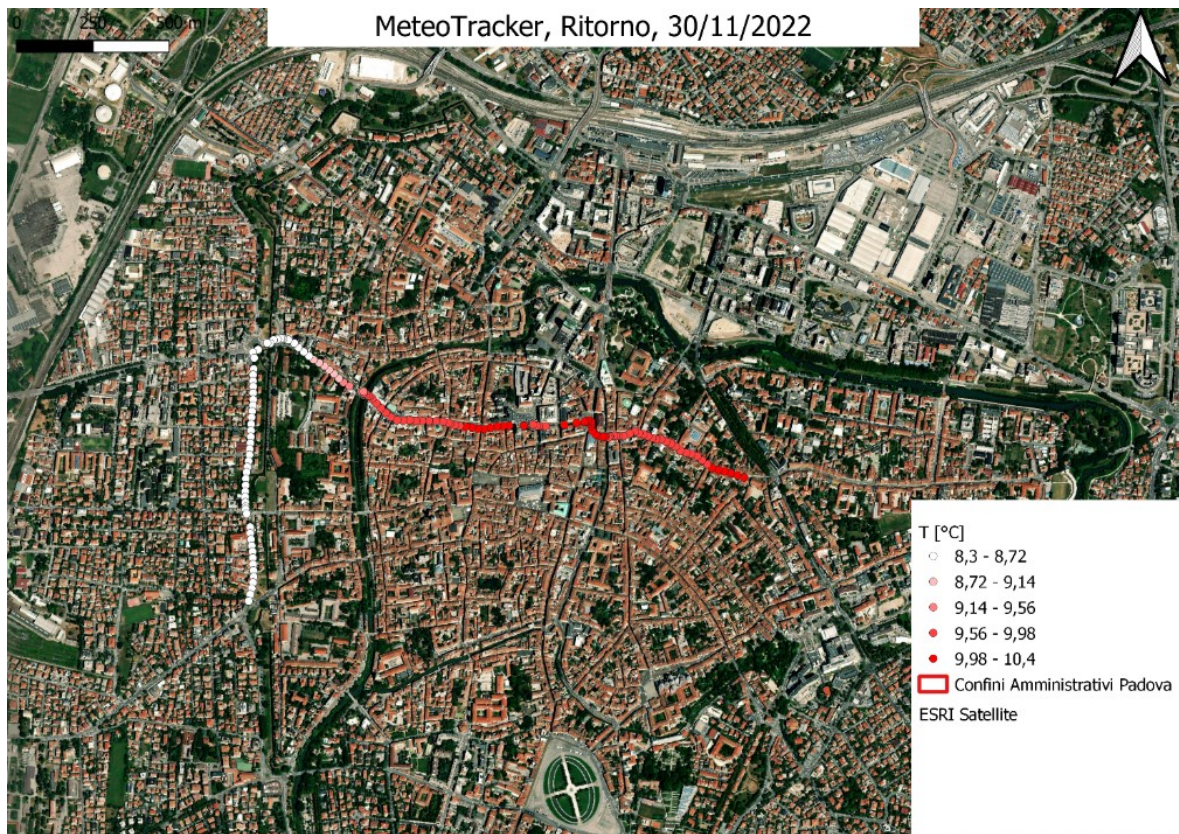 MeteoTracker, Ritorno, 30/11/2022
0 250 500 m
T [°C]
8,3 - 8,72
8,72 - 9,14
9,14 - 9,56
9,56 - 9,98
9,98 - 10,4
Confini Amministrativi Padova
ESRI Satellite